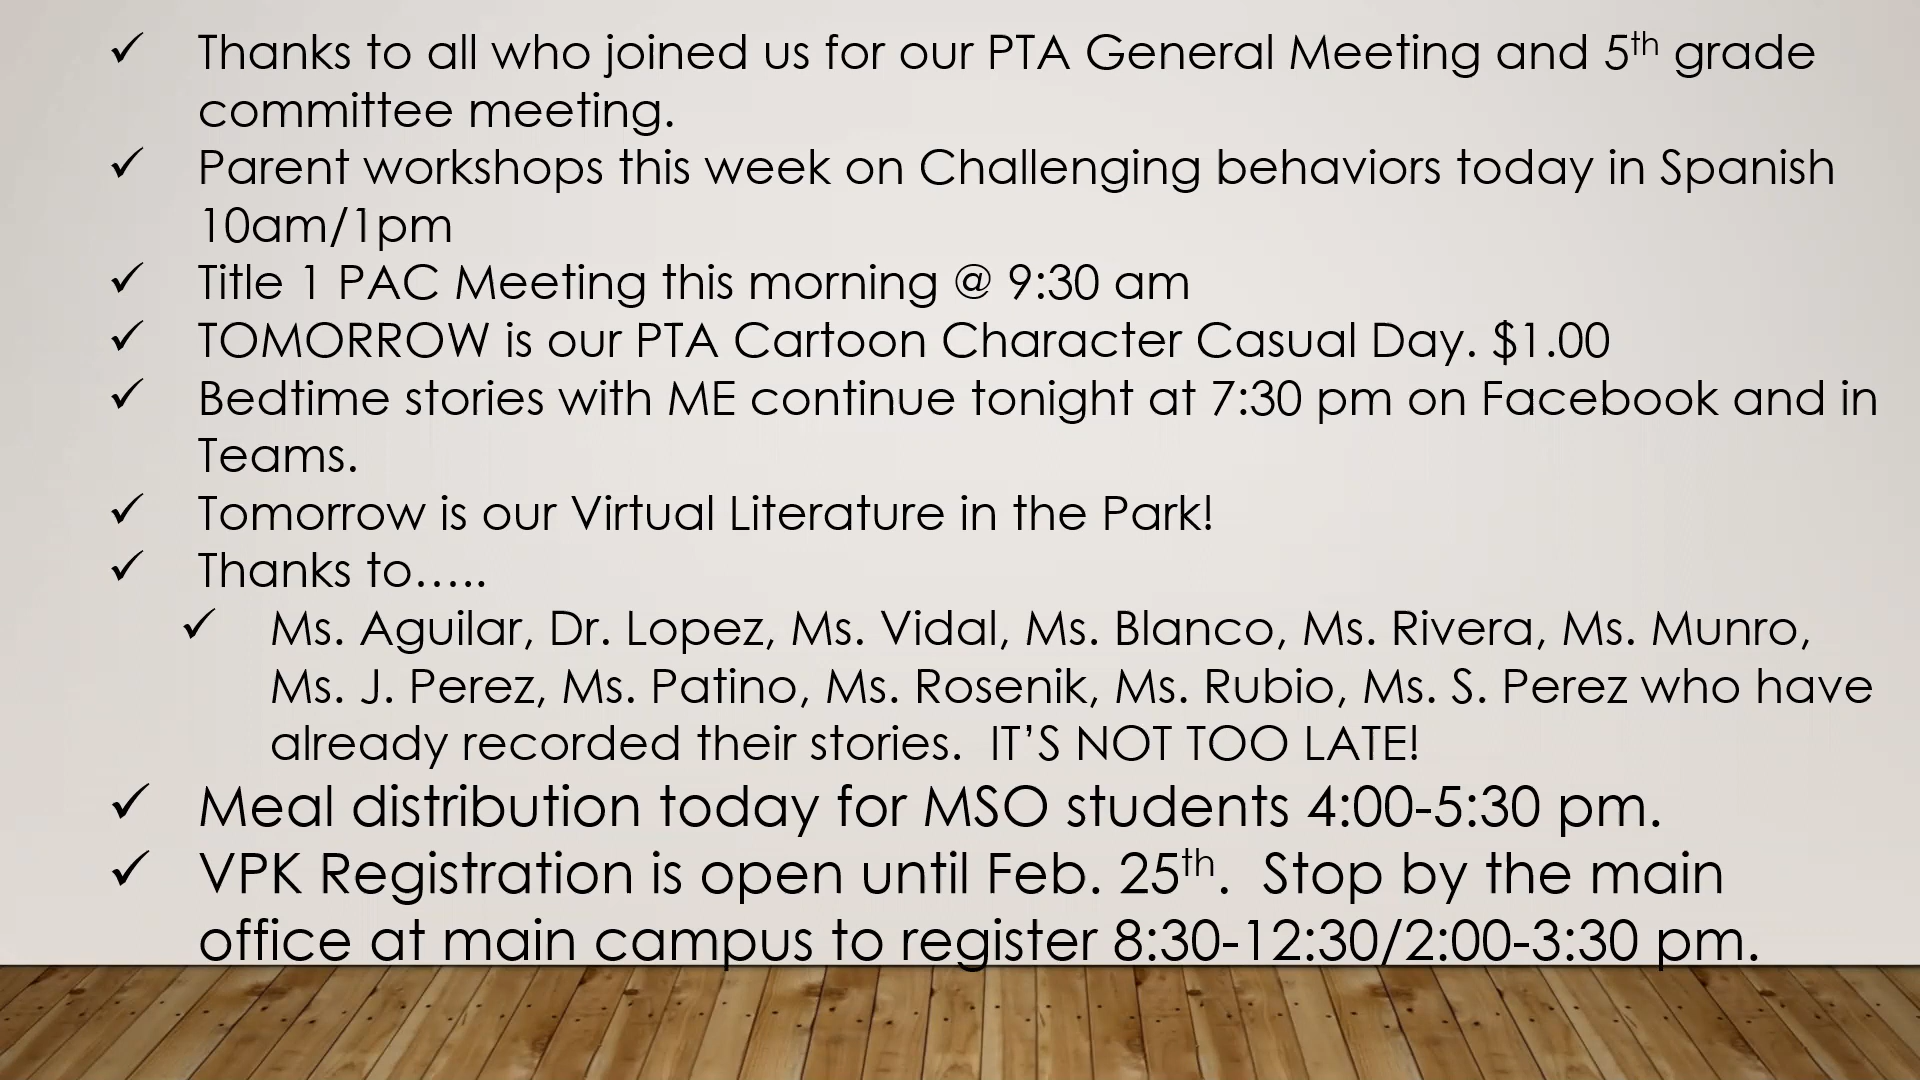 ✓ Thanks to all who joined us for our PTA General Meeting and 5th grade
committee meeting.
✓ Parent workshops this week on Challenging behaviors today in Spanish
10am/1pm
✓ Title 1 PAC Meeting this morning @ 9:30 am
✓ TOMORROW is our PTA Cartoon Character Casual Day. $1.00
✓ Bedtime stories with ME continue tonight at 7:30 pm on Facebook and in
Teams.
✓ Tomorrow is our Virtual Literature in the Park!
✓ Thanks to…..
✓ Ms. Aguilar, Dr. Lopez, Ms. Vidal, Ms. Blanco, Ms. Rivera, Ms. Munro,
Ms. J. Perez, Ms. Patino, Ms. Rosenik, Ms. Rubio, Ms. S. Perez who have
already recorded their stories.  IT’S NOT TOO LATE!
✓ Meal distribution today for MSO students 4:00-5:30 pm.
✓ VPK Registration is open until Feb. 25th.  Stop by the main
office at main campus to register 8:30-12:30/2:00-3:30 pm.